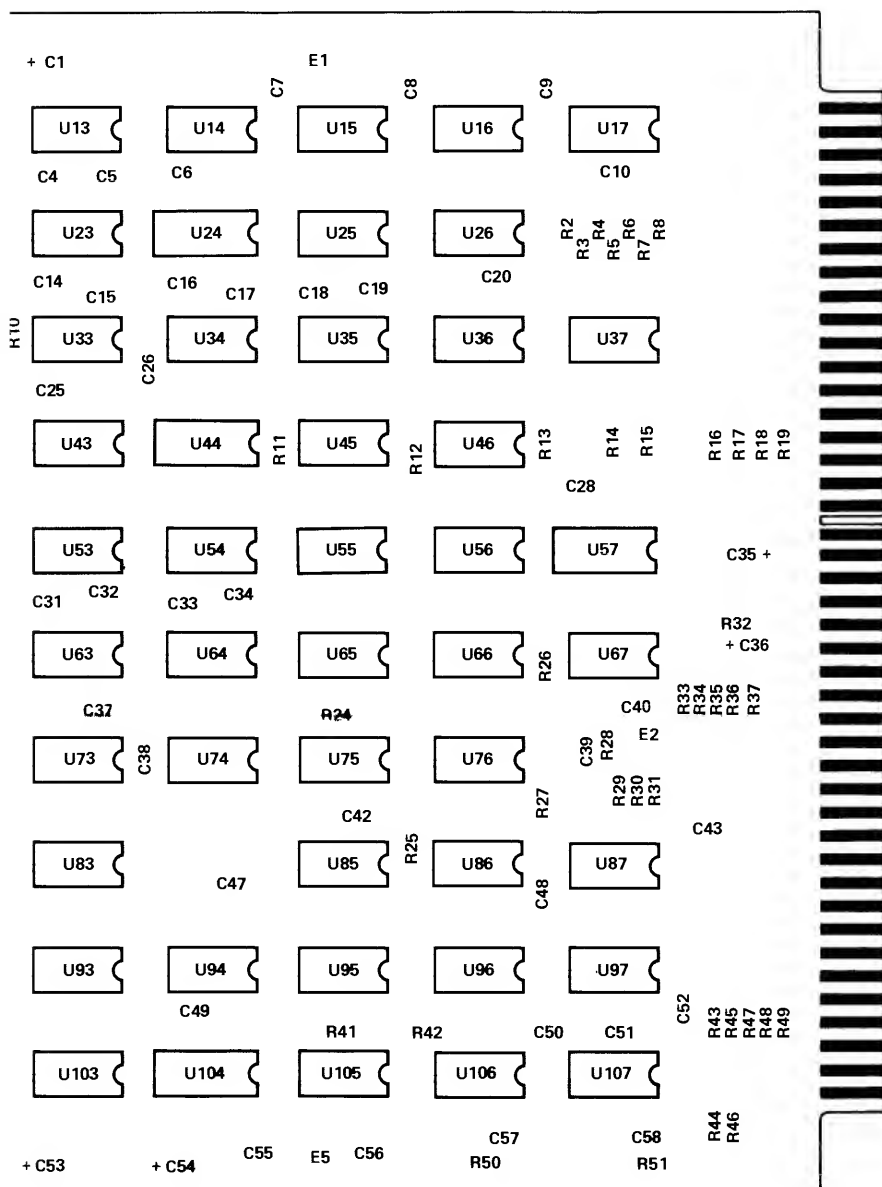 + C1 E1
C7 C8 C9
U13 U14 U15 U16 U17
C4 C5 C6 C10
U23 U24 U25 U26 R2 R3 R4 R5 R6 R7 R8
C14 C15 C16 C17 C18 C19 C20
R10 U33 C26 U34 U35 U36 U37
C25
U43 U44 R11 U45 R12 U46 R13 R14 R15 R16 R17 R18 R19
C28
U53 U54 U55 U56 U57 C35 +
C31 C32 C33 C34
R32
U63 U64 U65 U66 R26 U67 + C36
C37 R24 C40 R33 R34 R35 R36 R37
E2
U73 C38 U74 U75 U76 C39 R28
R27 R29 R30 R31
C42 C43
U83 U85 R25 U86 U87
C47 C48
U93 U94 U95 U96 U97
C49 C52
R41 R42 C50 C51 R43 R45 R47 R48 R49
U103 U104 U105 U106 U107
R44 R46
C55 E5 C56 C57 C58
+ C53 + C54 R50 R51